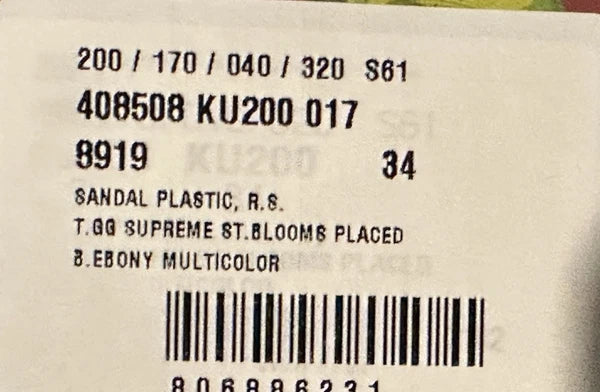 200 / 170 / 040 / 320 S61
408508 KU200 017
8919 34
SANDAL PLASTIC, R.S.
T.GG SUPREME ST.BLOOMS PLACED
B.EBONY MULTICOLOR
806886231